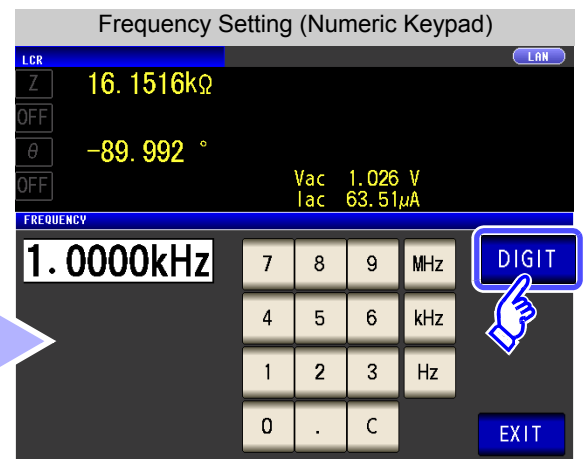 Frequency Setting (Numeric Keypad)
LCR LAN
Z 16.1516kΩ
OFF
θ -89.992 °
OFF
Vac 1.026 V
Iac 63.51μA
FREQUENCY
1.0000kHz
7 8 9 MHz DIGIT
4 5 6 kHz
1 2 3 Hz
0 . C EXIT